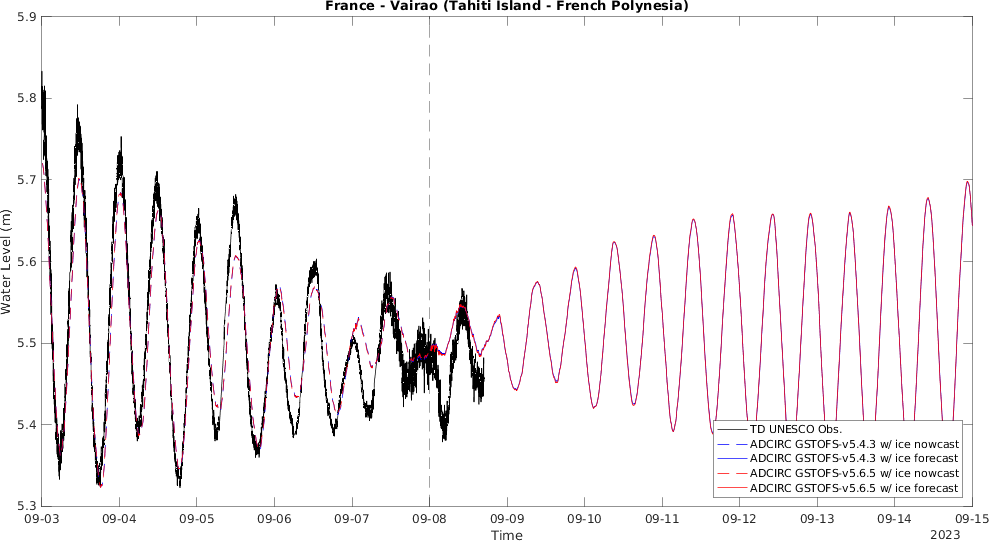 France - Vairao (Tahiti Island - French Polynesia)
5.9
5.8
5.7
5.6
5.5
5.4
5.3
Water Level (m)
TD UNESCO Obs.
ADCIRC GSTOFS-v5.4.3 w/ ice nowcast
ADCIRC GSTOFS-v5.4.3 w/ ice forecast
ADCIRC GSTOFS-v5.6.5 w/ ice nowcast
ADCIRC GSTOFS-v5.6.5 w/ ice forecast
09-03 09-04 09-05 09-06 09-07 09-08 09-09 09-10 09-11 09-12 09-13 09-14 09-15
Time
2023